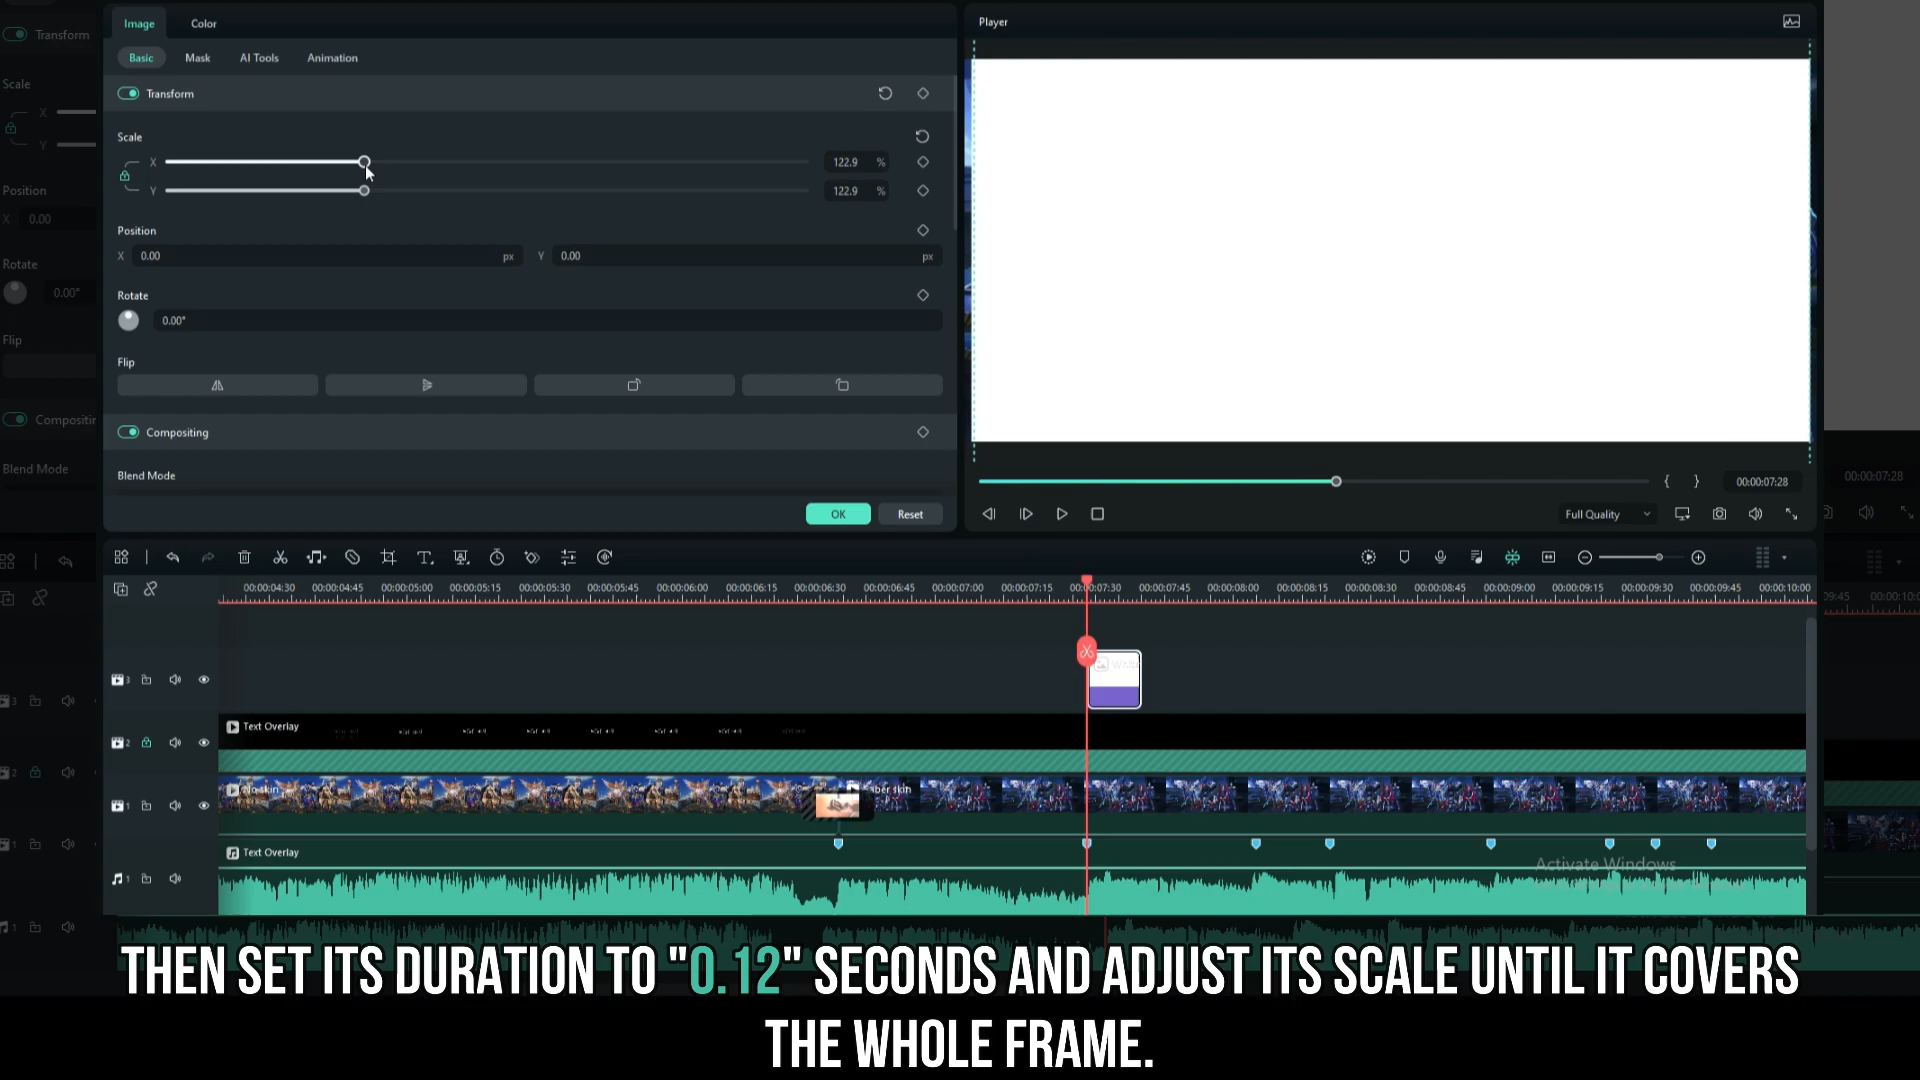 Image Color
Player
Basic Mask AI Tools Animation
Transform
Scale
X 122.9 %
Y 122.9 %
Position
X 0.00 px Y 0.00 px
Rotate
0.00°
Flip
Compositing
Blend Mode
OK Reset
00:00:07:28
Full Quality
Transform
Scale
X
Y
Position
X 0.00
Rotate
0.00°
Flip
Blend Mode
00:00:07:28
00:00:04:30 00:00:04:45 00:00:05:00 00:00:05:15 00:00:05:30 00:00:05:45 00:00:06:00 00:00:06:15 00:00:06:30 00:00:06:45 00:00:07:00 00:00:07:15 00:00:07:30 00:00:07:45 00:00:08:00 00:00:08:15 00:00:08:30 00:00:08:45 00:00:09:00 00:00:09:15 00:00:09:30 00:00:09:45 00:00:10:00
3
2 Text Overlay
1 No skin
1 Text Overlay
Activate Windows
THEN SET ITS DURATION TO "0.12" SECONDS AND ADJUST ITS SCALE UNTIL IT COVERS
THE WHOLE FRAME.